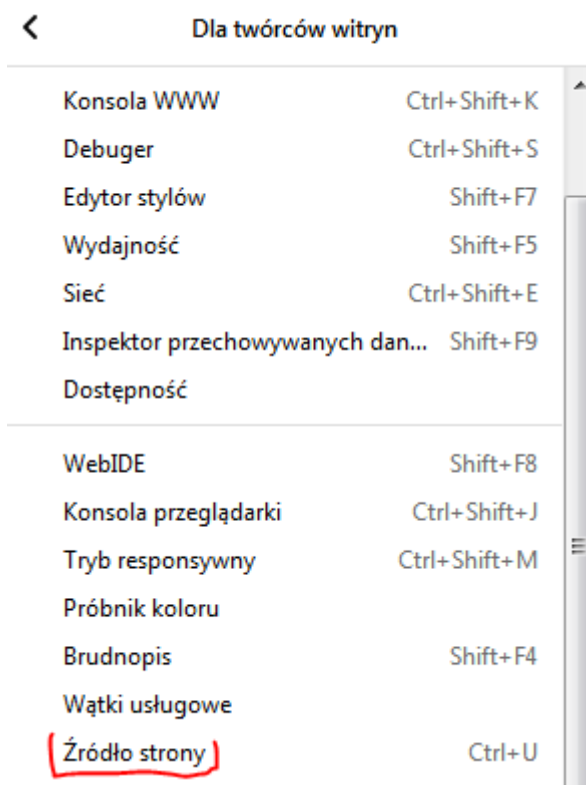 Dla twórców witryn
Konsola WWW Ctrl+Shift+K
Debuger Ctrl+Shift+S
Edytor stylów Shift+F7
Wydajność Shift+F5
Sieć Ctrl+Shift+E
Inspektor przechowywanych dan... Shift+F9
Dostępność
WebIDE Shift+F8
Konsola przeglądarki Ctrl+Shift+J
Tryb responsywny Ctrl+Shift+M
Próbnik koloru
Brudnopis Shift+F4
Wątki usługowe
Źródło strony Ctrl+U